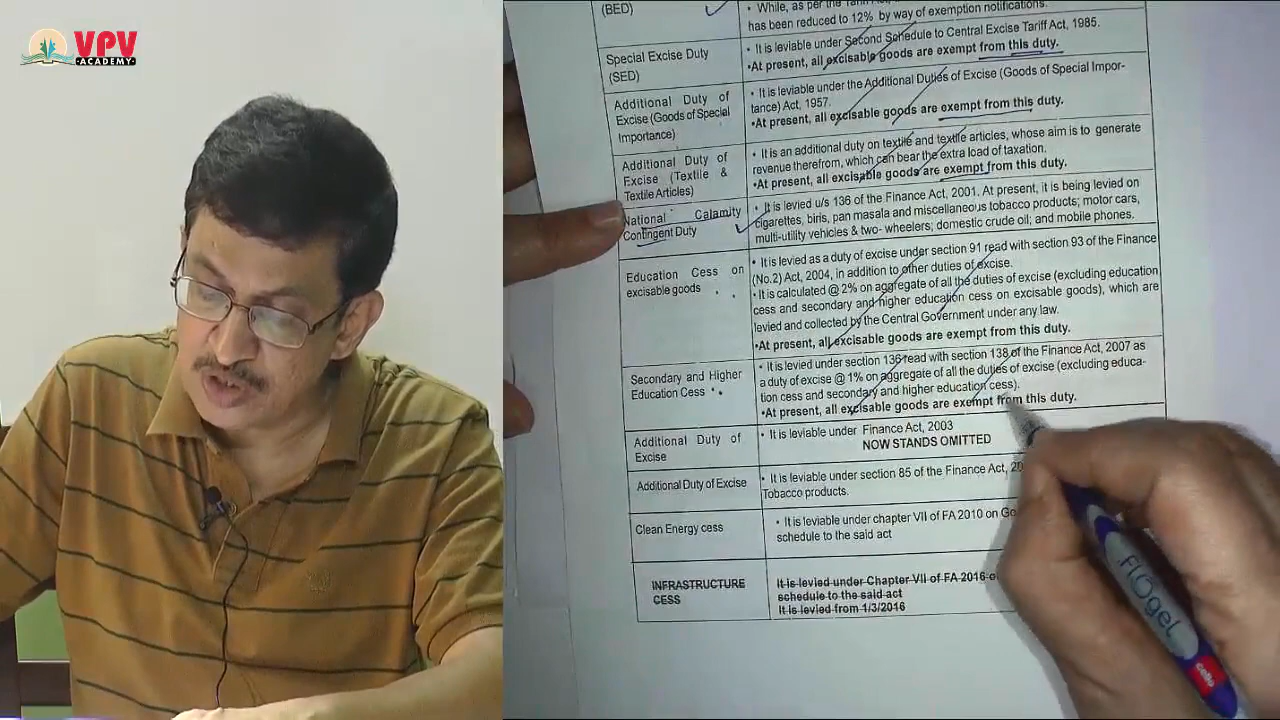 VPV
ACADEMY
(BED)
• While, as per the
has been reduced to 12% by way of exemption notifications.
Special Excise Duty
(SED)
• It is leviable under Second Schedule to Central Excise Tariff Act, 1985.
•At present, all excisable goods are exempt from this duty.
Additional Duty of
Excise (Goods of Special
Importance)
• It is leviable under the Additional Duties of Excise (Goods of Special Impor-
tance) Act, 1957.
•At present, all excisable goods are exempt from this duty.
Additional Duty of
Excise (Textile &
Textile Articles)
• It is an additional duty on textile and textile articles, whose aim is to generate
revenue therefrom, which can bear the extra load of taxation.
•At present, all excisable goods are exempt from this duty.
National Calamity
Contingent Duty
• It is levied u/s 136 of the Finance Act, 2001. At present, it is being levied on
cigarettes, biris, pan masala and miscellaneous tobacco products; motor cars,
multi-utility vehicles & two- wheelers; domestic crude oil; and mobile phones.
Education Cess on
excisable goods
• It is levied as a duty of excise under section 91 read with section 93 of the Finance
(No.2) Act, 2004, in addition to other duties of excise.
• It is calculated @ 2% on aggregate of all the duties of excise (excluding education
cess and secondary and higher education cess on excisable goods), which are
levied and collected by the Central Government under any law.
•At present, all excisable goods are exempt from this duty.
Secondary and Higher
Education Cess
• It is levied under section 136 read with section 138 of the Finance Act, 2007 as
a duty of excise @ 1% on aggregate of all the duties of excise (excluding educa-
tion cess and secondary and higher education cess).
•At present, all excisable goods are exempt from this duty.
Additional Duty of
Excise
• It is leviable under Finance Act, 2003
NOW STANDS OMITTED
Additional Duty of Excise
• It is leviable under section 85 of the Finance Act, 20
Tobacco products.
Clean Energy cess
• It is leviable under chapter VII of FA 2010 on
schedule to the said act
INFRASTRUCTURE
CESS
It is levied under Chapter VII of FA 2016
schedule to the said act
It is levied from 1/3/2016
FLOgel
cello